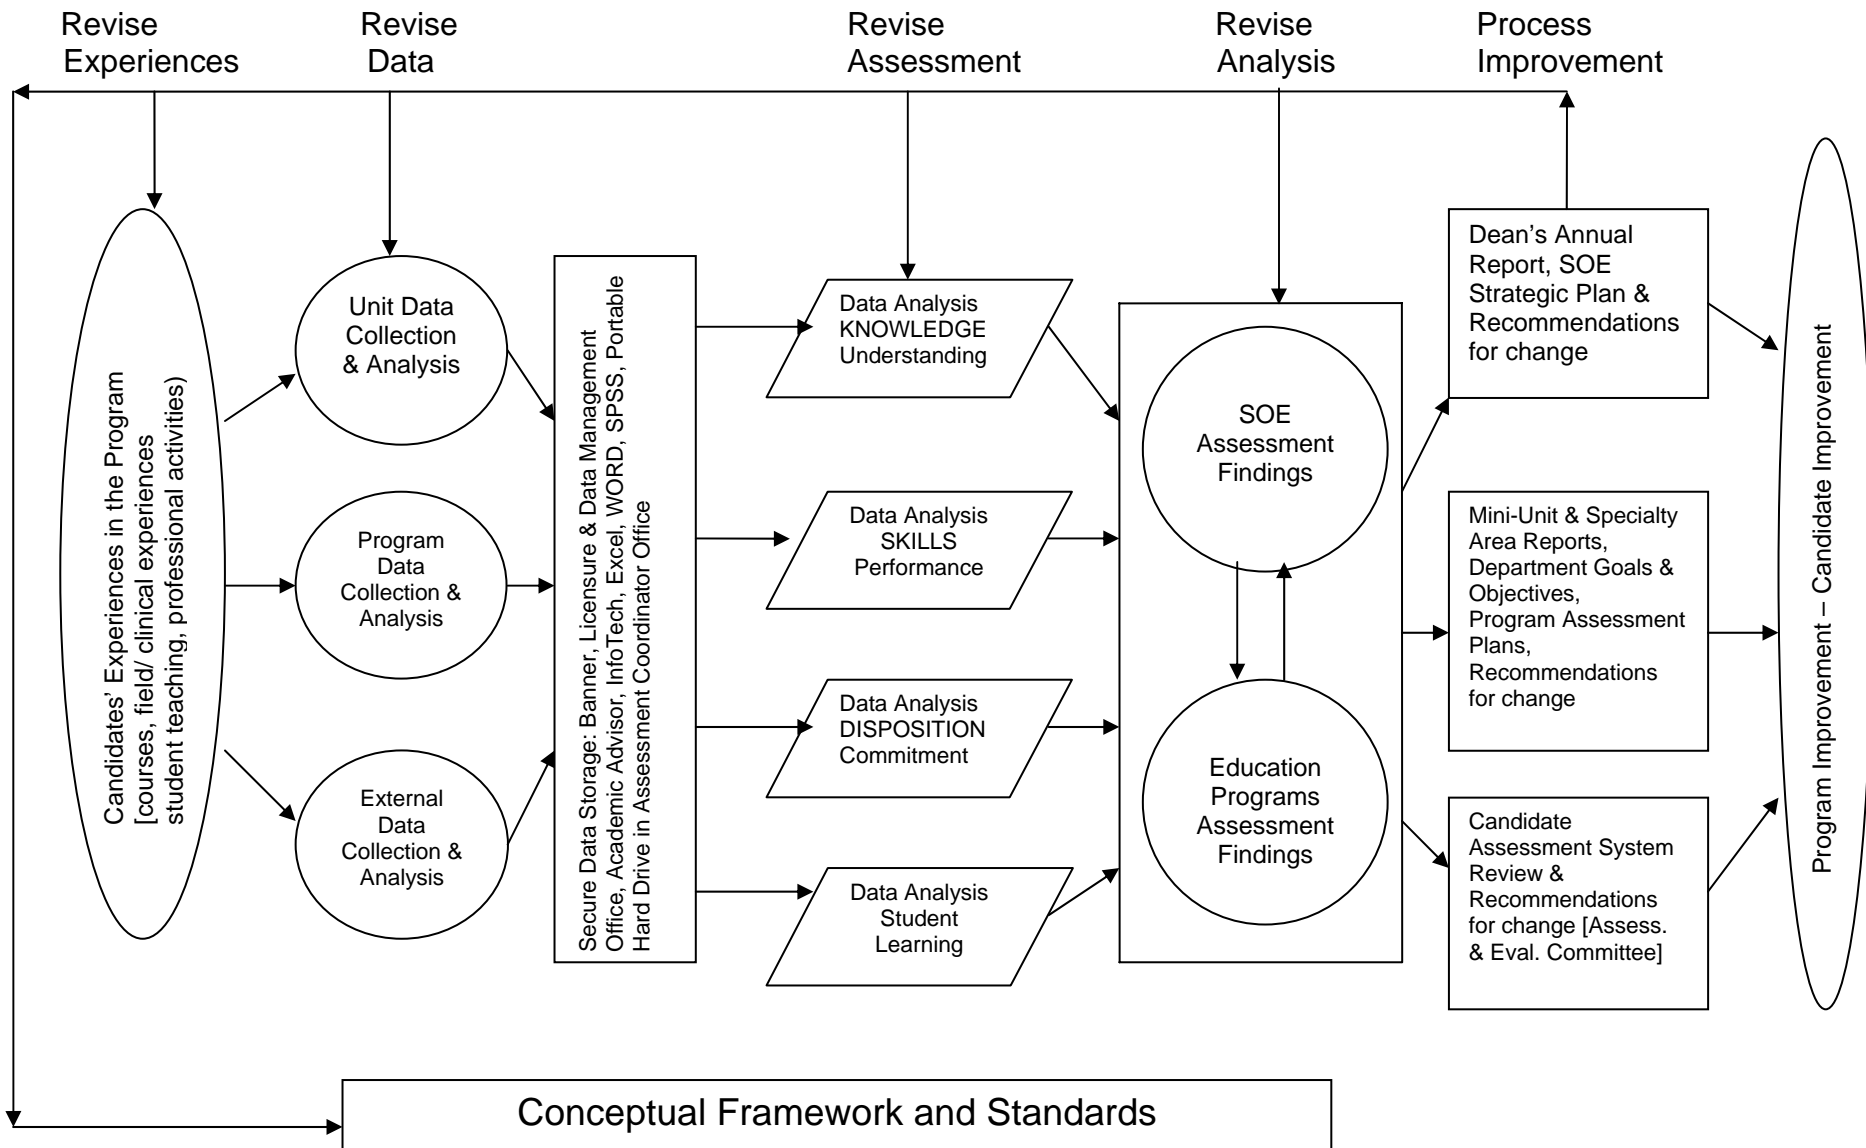 Revise
Experiences
Revise
Data
Revise
Assessment
Revise
Analysis
Process
Improvement
Candidates’ Experiences in the Program
[courses, field/ clinical experiences
student teaching, professional activities)
Unit Data
Collection
& Analysis
Program
Data
Collection &
Analysis
External
Data
Collection &
Analysis
Secure Data Storage: Banner, Licensure & Data Management
Office, Academic Advisor, InfoTech, Excel, WORD, SPSS, Portable
Hard Drive in Assessment Coordinator Office
Data Analysis
KNOWLEDGE
Understanding
Data Analysis
SKILLS
Performance
Data Analysis
DISPOSITION
Commitment
Data Analysis
Student
Learning
SOE
Assessment
Findings
Education
Programs
Assessment
Findings
Dean’s Annual
Report, SOE
Strategic Plan &
Recommendations
for change
Mini-Unit & Specialty
Area Reports,
Department Goals &
Objectives,
Program Assessment
Plans,
Recommendations
for change
Candidate
Assessment System
Review &
Recommendations
for change [Assess.
& Eval. Committee]
Program Improvement – Candidate Improvement
Conceptual Framework and Standards